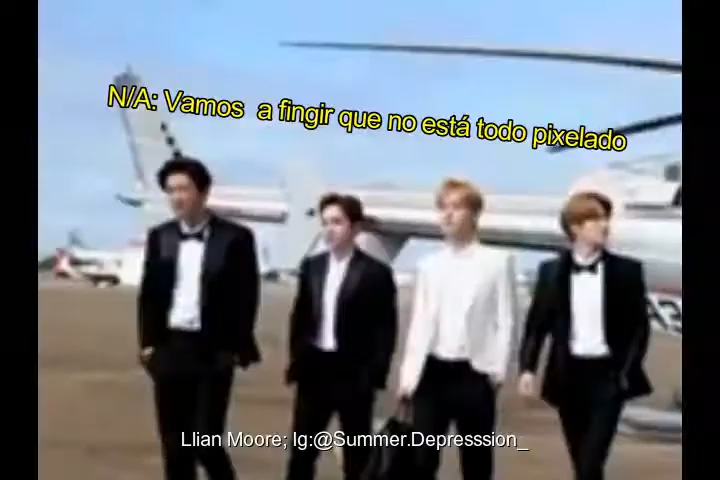 N/A: Vamos  a fingir que no está todo pixelado
Llian Moore; Ig:@Summer.Depresssion_